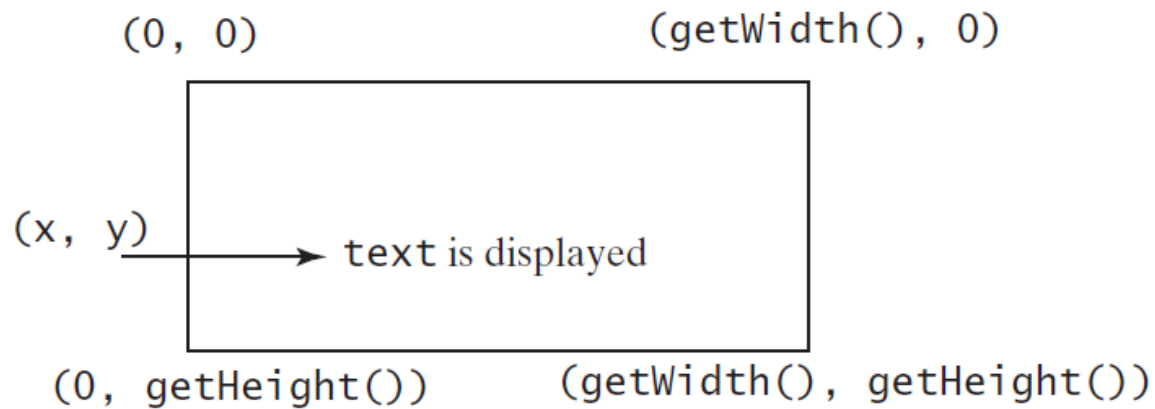 (0, 0)
(getWidth(), 0)
(x, y)
text is displayed
(0, getHeight())
(getWidth(), getHeight())